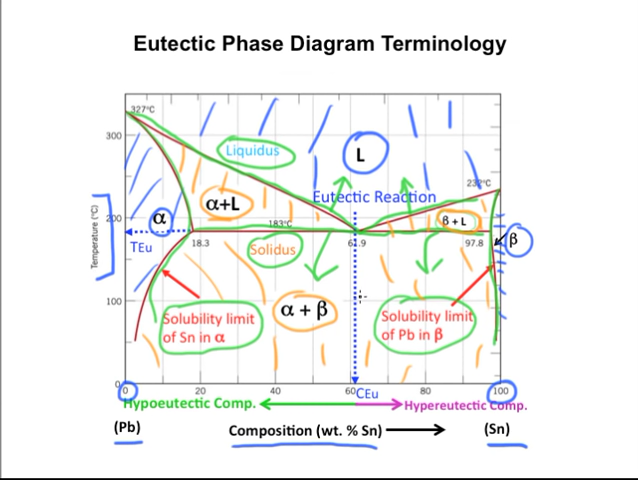 Eutectic Phase Diagram Terminology
327°C
300
Liquidus
L
232°C
α+L
Eutectic Reaction
200
α
183°C
β + L
TEu
18.3
Solidus
61.9
97.8
β
Temperature (°C)
100
α + β
Solubility limit
of Sn in α
Solubility limit
of Pb in β
0
0
20
40
60
CEu
80
100
Hypoeutectic Comp.
Hypereutectic Comp.
(Pb)
Composition (wt. % Sn)
(Sn)